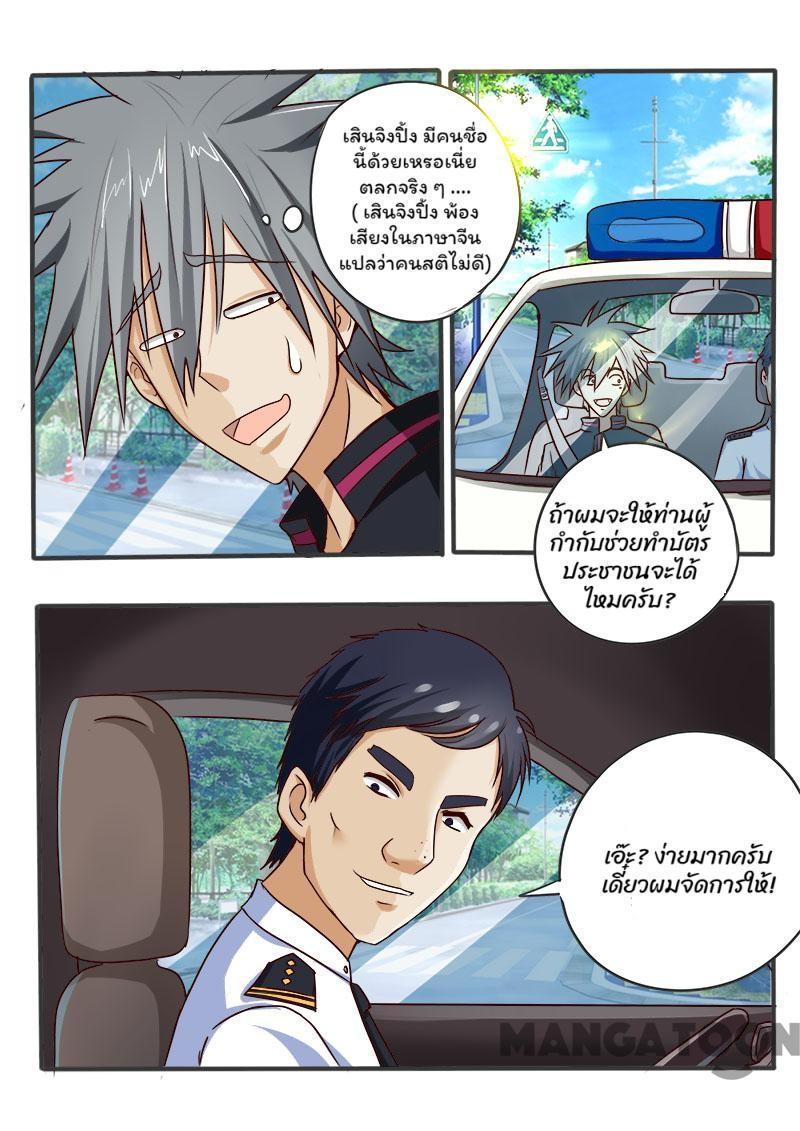 เสินจิงปิ้ง มีคนชื่อ
นี้ด้วยเหรอเนี่ย
ตลกจริง ๆ ....
( เสินจิงปิ้ง พ้อง
เสียงในภาษาจีน
แปลว่าคนสติไม่ดี)
ถ้าผมจะให้ท่านผู้
กำกับช่วยทำบัตร
ประชาชนจะได้
ไหมครับ?
เอ๊ะ? ง่ายมากครับ
เดี๋ยวผมจัดการให้!
MANGATOON